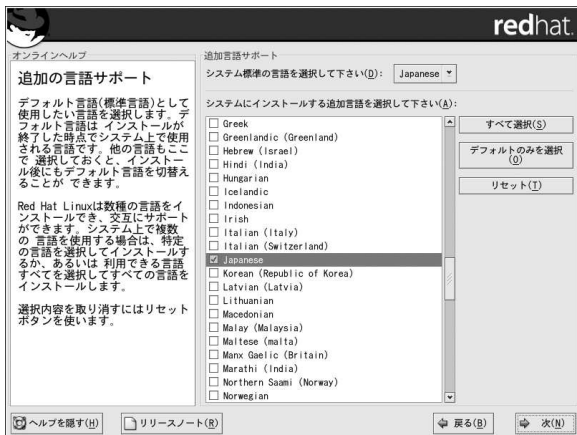 redhat.
オンラインヘルプ
追加の言語サポート
デフォルト言語(標準言語)として
使用したい言語を選択します。デ
フォルト言語は インストールが
終了した時点でシステム上で使用
される言語です。他の言語もここ
で 選択しておくと、インストー
ル後にもデフォルト言語を切替え
ることが できます。
Red Hat Linuxは数種の言語をイ
ンストールでき、交互にサポート
ができます。システム上で複数
の 言語を使用する場合は、特定
の言語を選択してインストールす
るか、あるいは 利用できる言語
すべてを選択してすべての言語を
インストールします。
選択内容を取り消すにはリセット
ボタンを使います。
追加言語サポート
システム標準の言語を選択して下さい(D): Japanese
システムにインストールする追加言語を選択して下さい(A):
Greek
Greenlandic (Greenland)
Hebrew (Israel)
Hindi (India)
Hungarian
Icelandic
Indonesian
Irish
Italian (Italy)
Italian (Switzerland)
Japanese
Korean (Republic of Korea)
Latvian (Latvia)
Lithuanian
Macedonian
Malay (Malaysia)
Maltese (malta)
Manx Gaelic (Britain)
Marathi (India)
Northern Saami (Norway)
Norwegian
すべて選択(S)
デフォルトのみを選択
(O)
リセット(T)
ヘルプを隠す(H)
リリースノート(R)
戻る(B)
次(N)